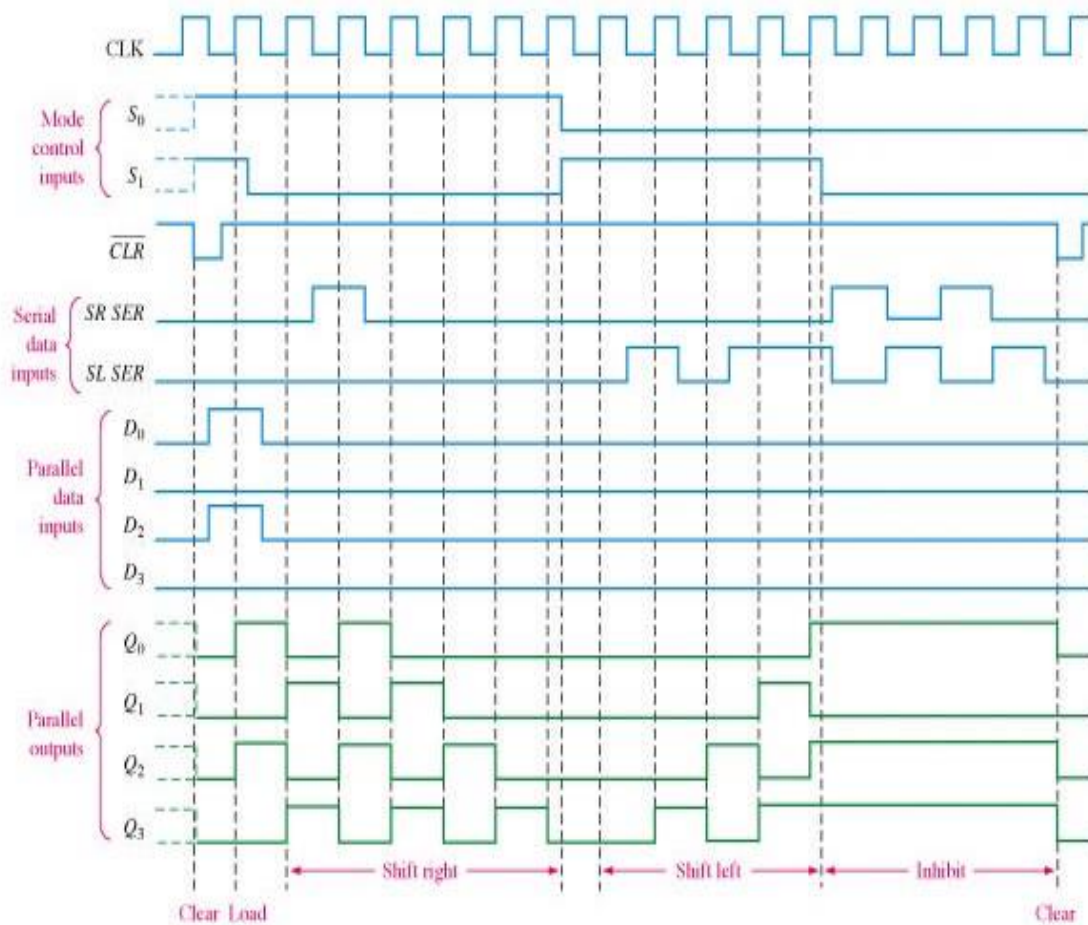 CLK
Mode
control
inputs
S0
S1
CLR
Serial
data
inputs
SR SER
SL SER
Parallel
data
inputs
D0
D1
D2
D3
Parallel
outputs
Q0
Q1
Q2
Q3
Shift right
Shift left
Inhibit
Clear Load
Clear